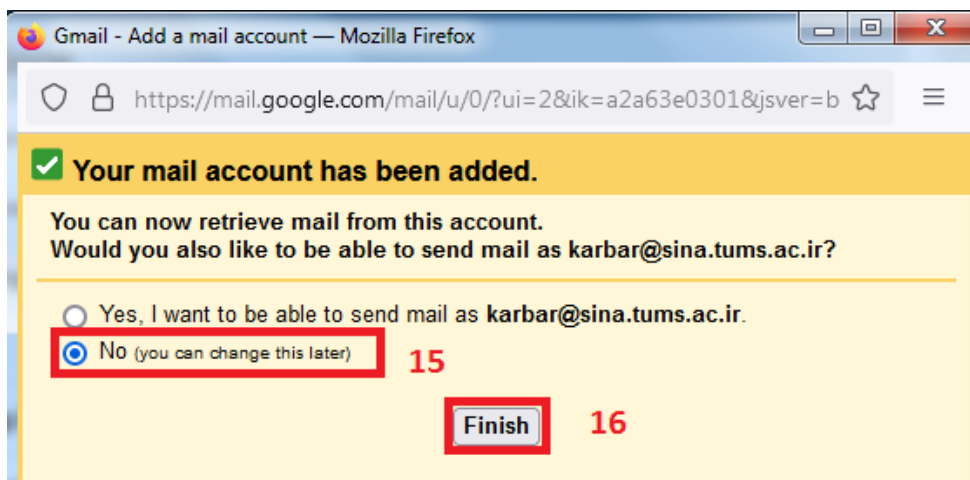 Gmail - Add a mail account — Mozilla Firefox
https://mail.google.com/mail/u/0/?ui=2&ik=a2a63e0301&jsver=b
Your mail account has been added.
You can now retrieve mail from this account.
Would you also like to be able to send mail as karbar@sina.tums.ac.ir?
Yes, I want to be able to send mail as karbar@sina.tums.ac.ir.
No (you can change this later) 15
Finish 16